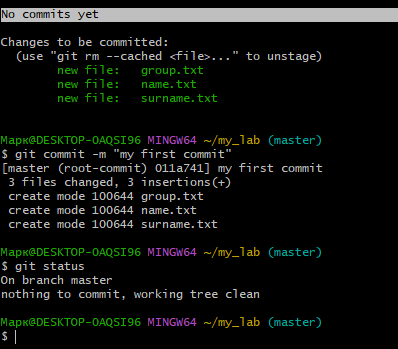 No commits yet
Changes to be committed:
(use "git rm --cached <file>..." to unstage)
new file:   group.txt
new file:   name.txt
new file:   surname.txt
Марк@DESKTOP-OAQSI96 MINGW64 ~/my_lab (master)
$ git commit -m "my first commit"
[master (root-commit) 011a741] my first commit
3 files changed, 3 insertions(+)
create mode 100644 group.txt
create mode 100644 name.txt
create mode 100644 surname.txt
Марк@DESKTOP-OAQSI96 MINGW64 ~/my_lab (master)
$ git status
On branch master
nothing to commit, working tree clean
Марк@DESKTOP-OAQSI96 MINGW64 ~/my_lab (master)
$